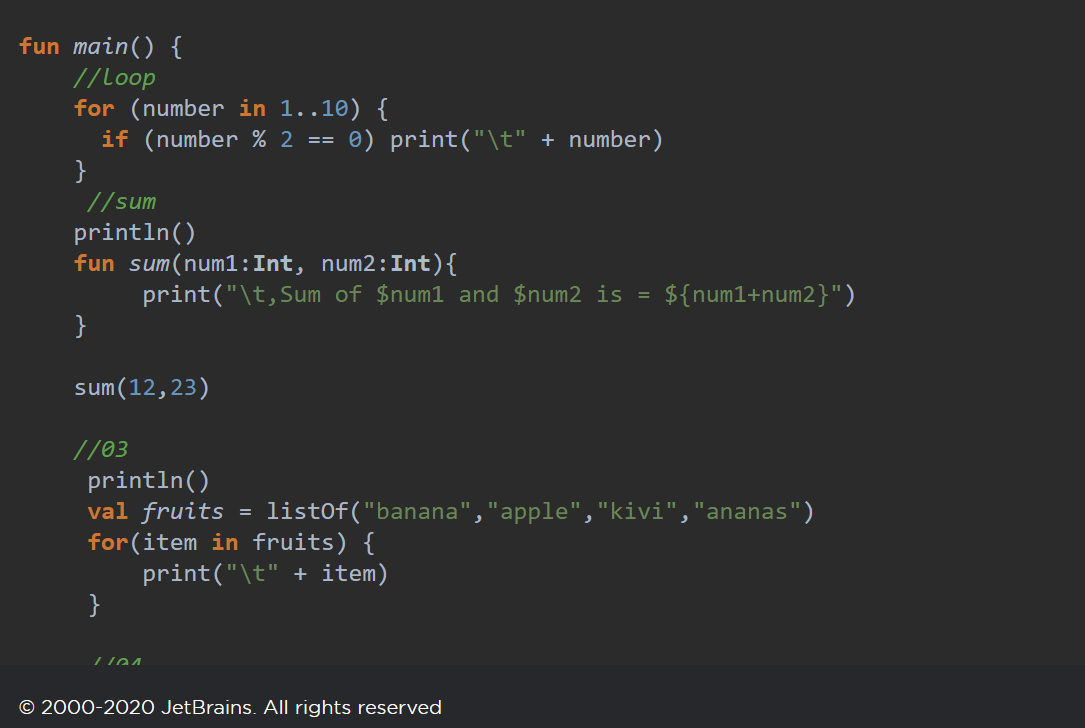 fun main() {
    //loop
    for (number in 1..10) {
      if (number % 2 == 0) print("\t" + number)
    }
     //sum
    println()
    fun sum(num1:Int, num2:Int){
         print("\t,Sum of $num1 and $num2 is = ${num1+num2}")
    }
    sum(12,23)
    //03
     println()
     val fruits = listOf("banana","apple","kivi","ananas")
     for(item in fruits) {
         print("\t" + item)
     }
     //04
© 2000-2020 JetBrains. All rights reserved